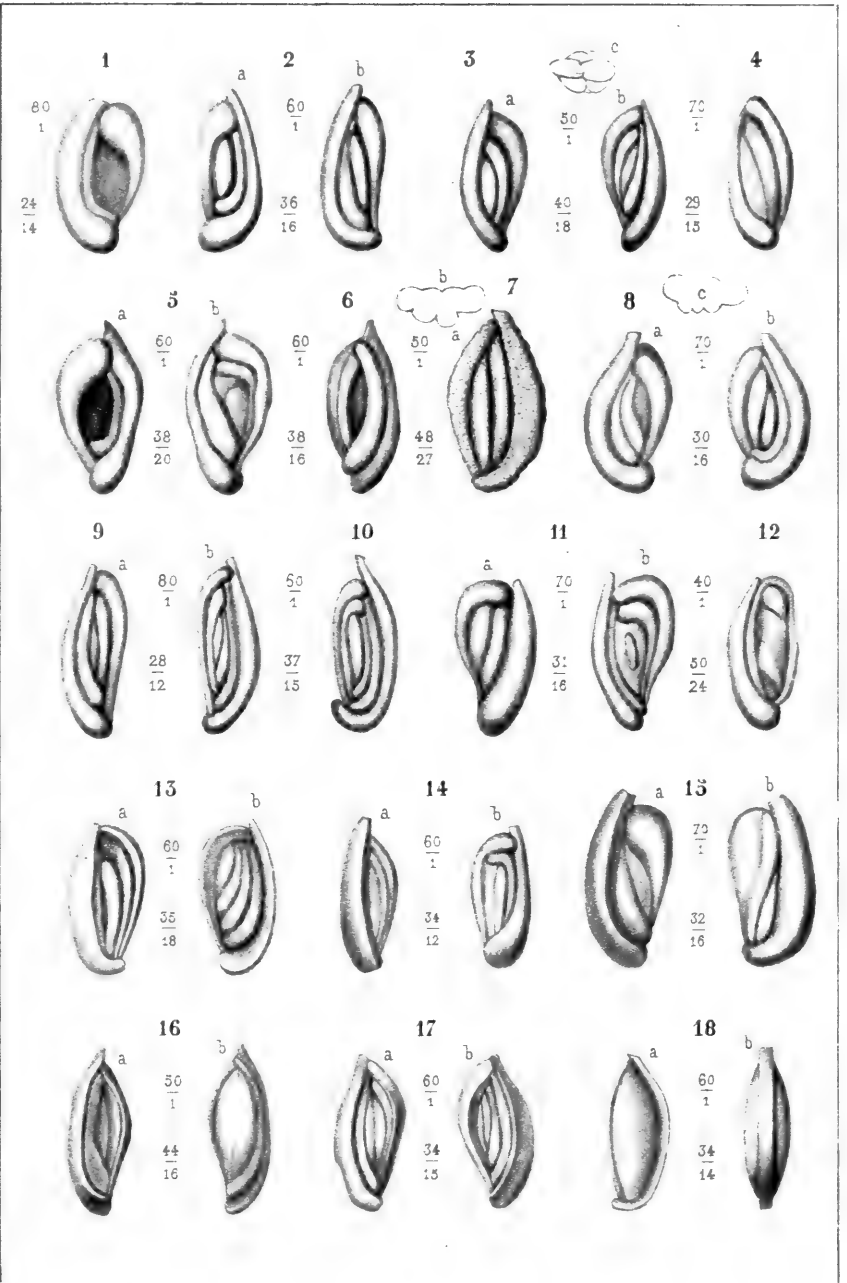 1 2 3 4
a b a b c
80/1 60/1 50/1 70/1
24/14 36/16 40/18 29/15
5 6 7 8
a b a b a b c
60/1 60/1 50/1 70/1
38/20 38/16 48/27 30/16
9 10 11 12
a b a b
80/1 70/1 40/1
28/12 37/15 31/16 50/24
13 14 15
a b a b a b
60/1 60/1 70/1
35/18 34/12 32/16
16 17 18
a b a b a b
50/1 60/1 60/1
44/16 34/15 34/14